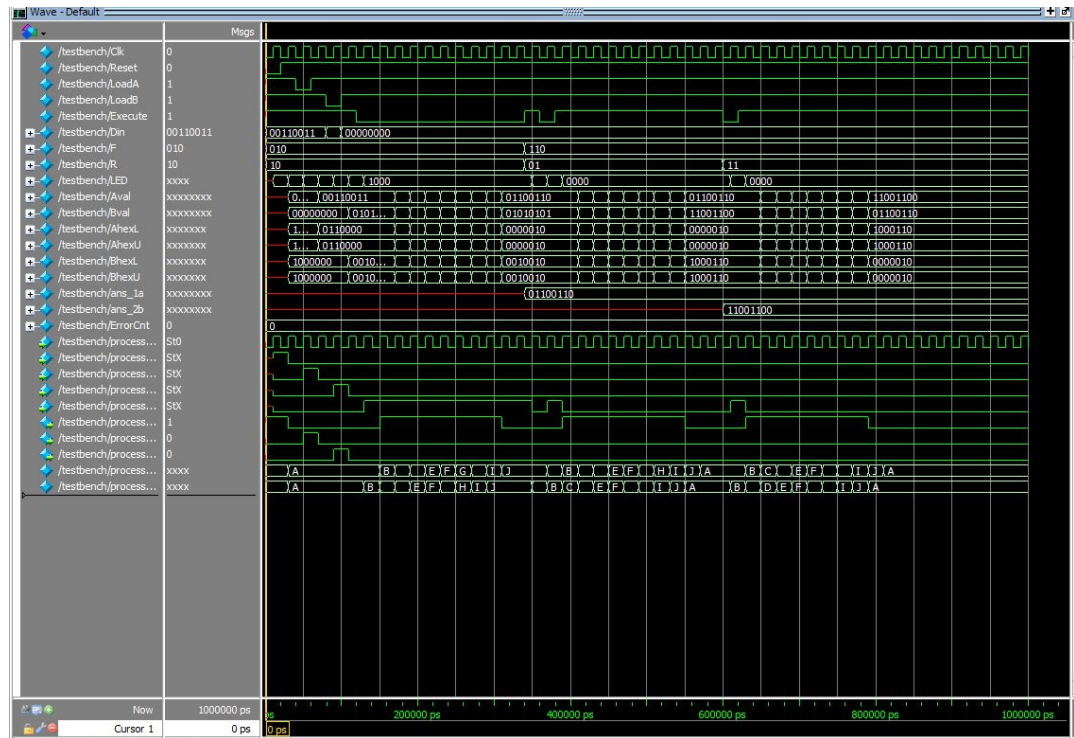 Wave - Default
Msgs
/testbench/Clk 0
/testbench/Reset 0
/testbench/LoadA 1
/testbench/LoadB 1
/testbench/Execute 1
/testbench/Din 00110011 00110011 00000000
/testbench/F 010 010 110
/testbench/R 10 10 01 11
/testbench/LED xxxx 1000 0000 0000
/testbench/Aval xxxxxxxx 0... 00110011 01100110 01100110 11001100
/testbench/Bval xxxxxxxx 00000000 0101... 01010101 11001100 01100110
/testbench/AhexL xxxxxxx 1... 0110000 0000010 0000010 1000110
/testbench/AhexU xxxxxxx 1... 0110000 0000010 0000010 1000110
/testbench/BhexL xxxxxxx 1000000 0010... 0010010 1000110 0000010
/testbench/BhexU xxxxxxx 1000000 0010... 0010010 1000110 0000010
/testbench/ans_1a xxxxxxxx 01100110
/testbench/ans_2b xxxxxxxx 11001100
/testbench/ErrorCnt 0 0
/testbench/process... St0
/testbench/process... StX
/testbench/process... StX
/testbench/process... StX
/testbench/process... StX
/testbench/process... 1
/testbench/process... 0
/testbench/process... 0
/testbench/process... xxxx A B E F G I J B E F H I J A B C E F I J A
/testbench/process... xxxx A B E F H I J B C E F I J A B D E F I J A
Now 1000000 ps ps 200000 ps 400000 ps 600000 ps 800000 ps 1000000 ps
Cursor 1 0 ps 0 ps